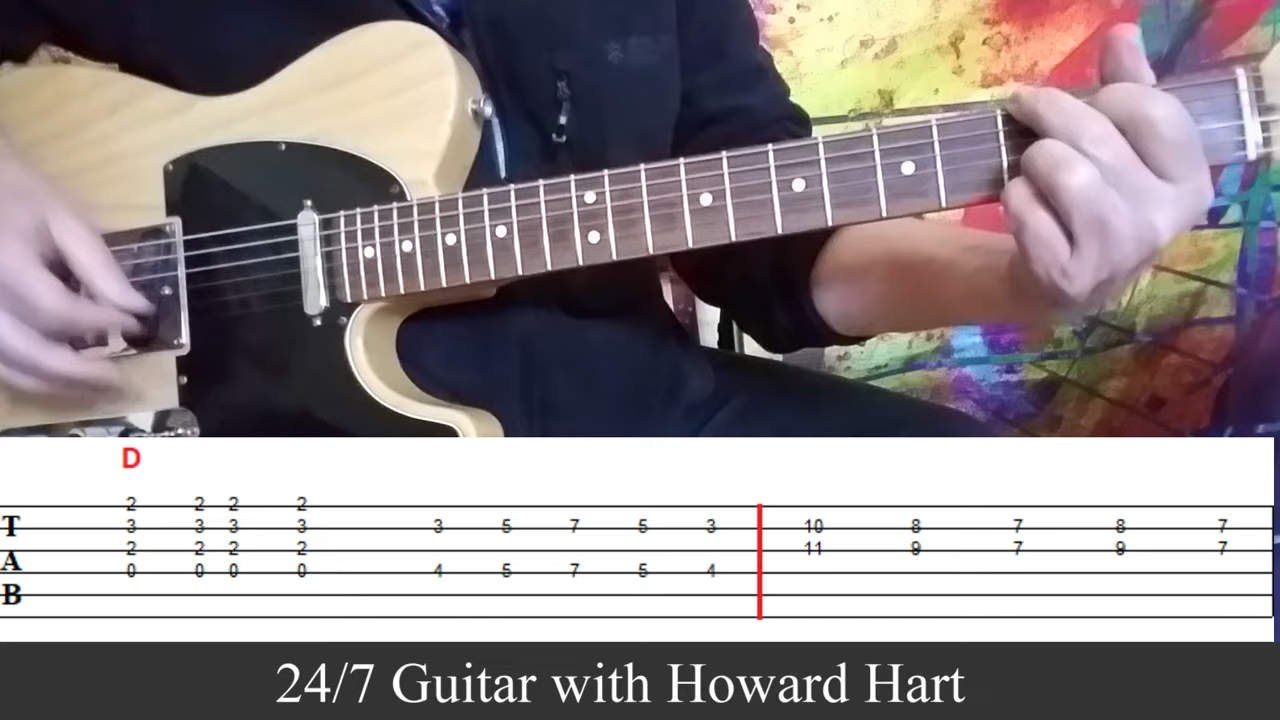 D
2 2 2 2
T 3 3 3 3 3 5 7 5 3 10 8 7 8 7
2 2 2 2 11 9 7 9 7
A 0 0 0 0 4 5 7 5 4
B
24/7 Guitar with Howard Hart